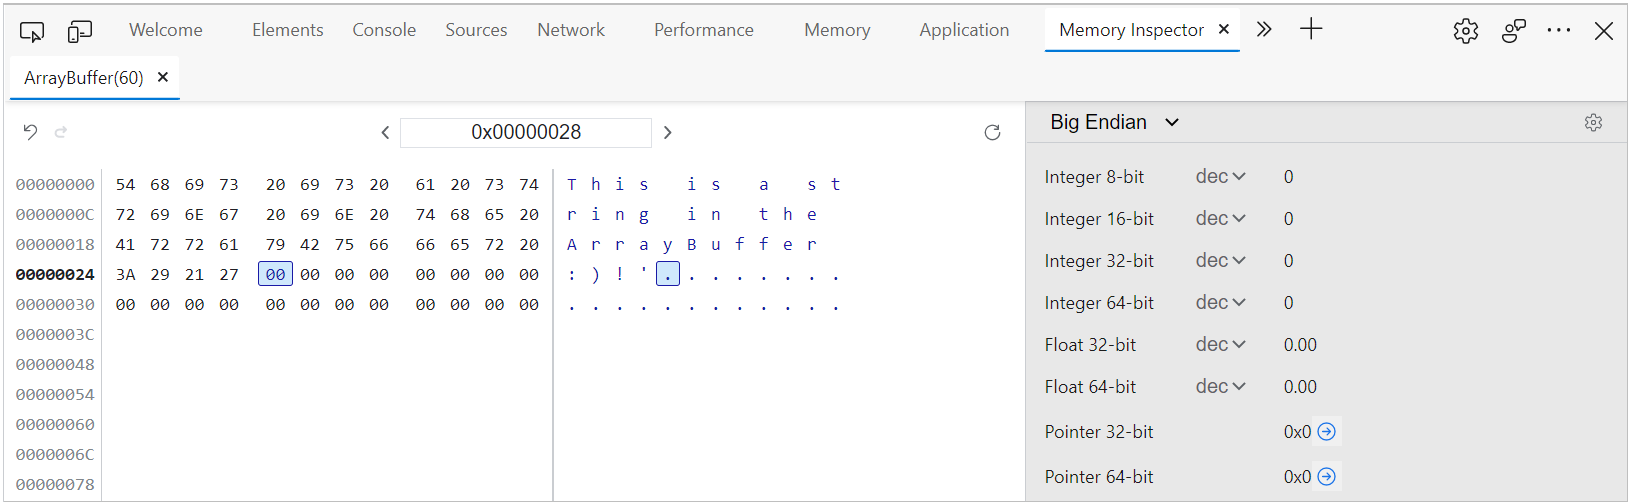 Welcome Elements Console Sources Network Performance Memory Application Memory Inspector
ArrayBuffer(60)
0x00000028
00000000 54 68 69 73 20 69 73 20 61 20 73 74 T h i s i s a s t
0000000C 72 69 6E 67 20 69 6E 20 74 68 65 20 r i n g i n t h e
00000018 41 72 72 61 79 42 75 66 66 65 72 20 A r r a y B u f f e r
00000024 3A 29 21 27 00 00 00 00 00 00 00 00 : ) ! ' . . . . . . . .
00000030 00 00 00 00 00 00 00 00 00 00 00 00 . . . . . . . . . . . .
0000003C
00000048
00000054
00000060
0000006C
00000078
Big Endian
Integer 8-bit dec 0
Integer 16-bit dec 0
Integer 32-bit dec 0
Integer 64-bit dec 0
Float 32-bit dec 0.00
Float 64-bit dec 0.00
Pointer 32-bit 0x0
Pointer 64-bit 0x0